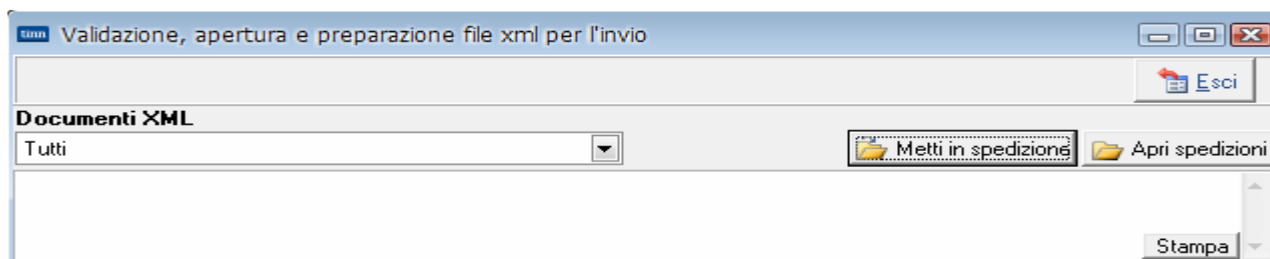 tinn Validazione, apertura e preparazione file xml per l'invio
Esci
Documenti XML
Tutti Metti in spedizione Apri spedizioni
Stampa